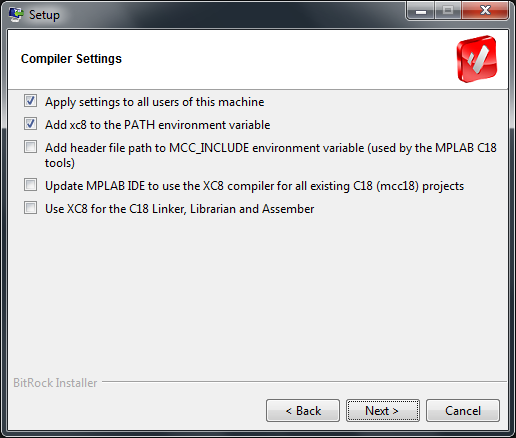 Setup
Compiler Settings
Apply settings to all users of this machine
Add xc8 to the PATH environment variable
Add header file path to MCC_INCLUDE environment variable (used by the MPLAB C18
tools)
Update MPLAB IDE to use the XC8 compiler for all existing C18 (mcc18) projects
Use XC8 for the C18 Linker, Librarian and Assember
BitRock Installer
< Back
Next >
Cancel